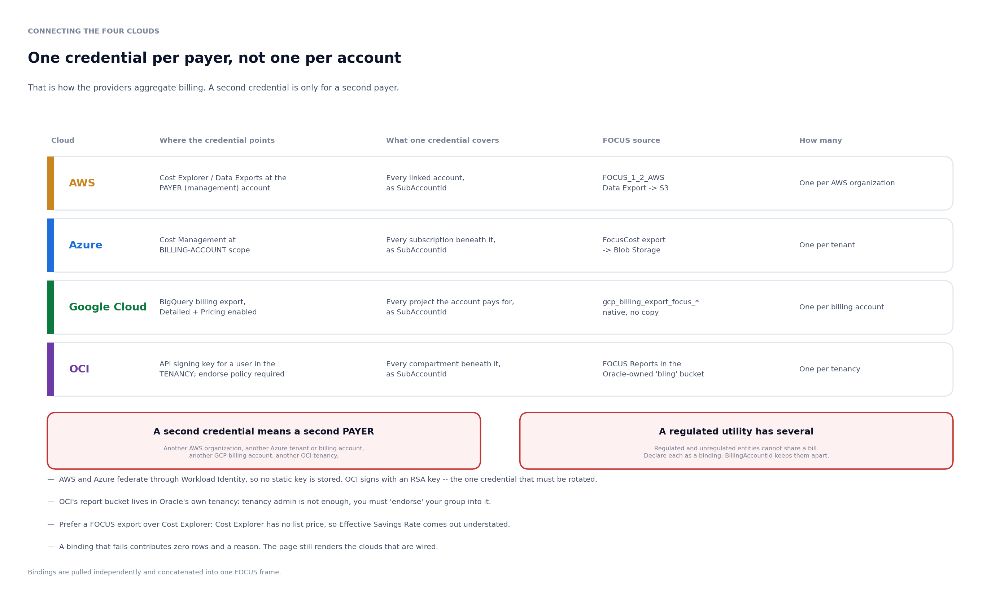 CONNECTING THE FOUR CLOUDS
One credential per payer, not one per account
That is how the providers aggregate billing. A second credential is only for a second payer.
Cloud
Where the credential points
What one credential covers
FOCUS source
How many
AWS
Cost Explorer / Data Exports at the
PAYER (management) account
Every linked account,
as SubAccountId
FOCUS_1_2_AWS
Data Export -> S3
One per AWS organization
Azure
Cost Management at
BILLING-ACCOUNT scope
Every subscription beneath it,
as SubAccountId
FocusCost export
-> Blob Storage
One per tenant
Google Cloud
BigQuery billing export,
Detailed + Pricing enabled
Every project the account pays for,
as SubAccountId
gcp_billing_export_focus_*
native, no copy
One per billing account
OCI
API signing key for a user in the
TENANCY; endorse policy required
Every compartment beneath it,
as SubAccountId
FOCUS Reports in the
Oracle-owned 'bling' bucket
One per tenancy
A second credential means a second PAYER
Another AWS organization, another Azure tenant or billing account,
another GCP billing account, another OCI tenancy.
A regulated utility has several
Regulated and unregulated entities cannot share a bill.
Declare each as a binding; BillingAccountId keeps them apart.
— AWS and Azure federate through Workload Identity, so no static key is stored. OCI signs with an RSA key -- the one credential that must be rotated.
— OCI's report bucket lives in Oracle's own tenancy: tenancy admin is not enough, you must 'endorse' your group into it.
— Prefer a FOCUS export over Cost Explorer: Cost Explorer has no list price, so Effective Savings Rate comes out understated.
— A binding that fails contributes zero rows and a reason. The page still renders the clouds that are wired.
Bindings are pulled independently and concatenated into one FOCUS frame.